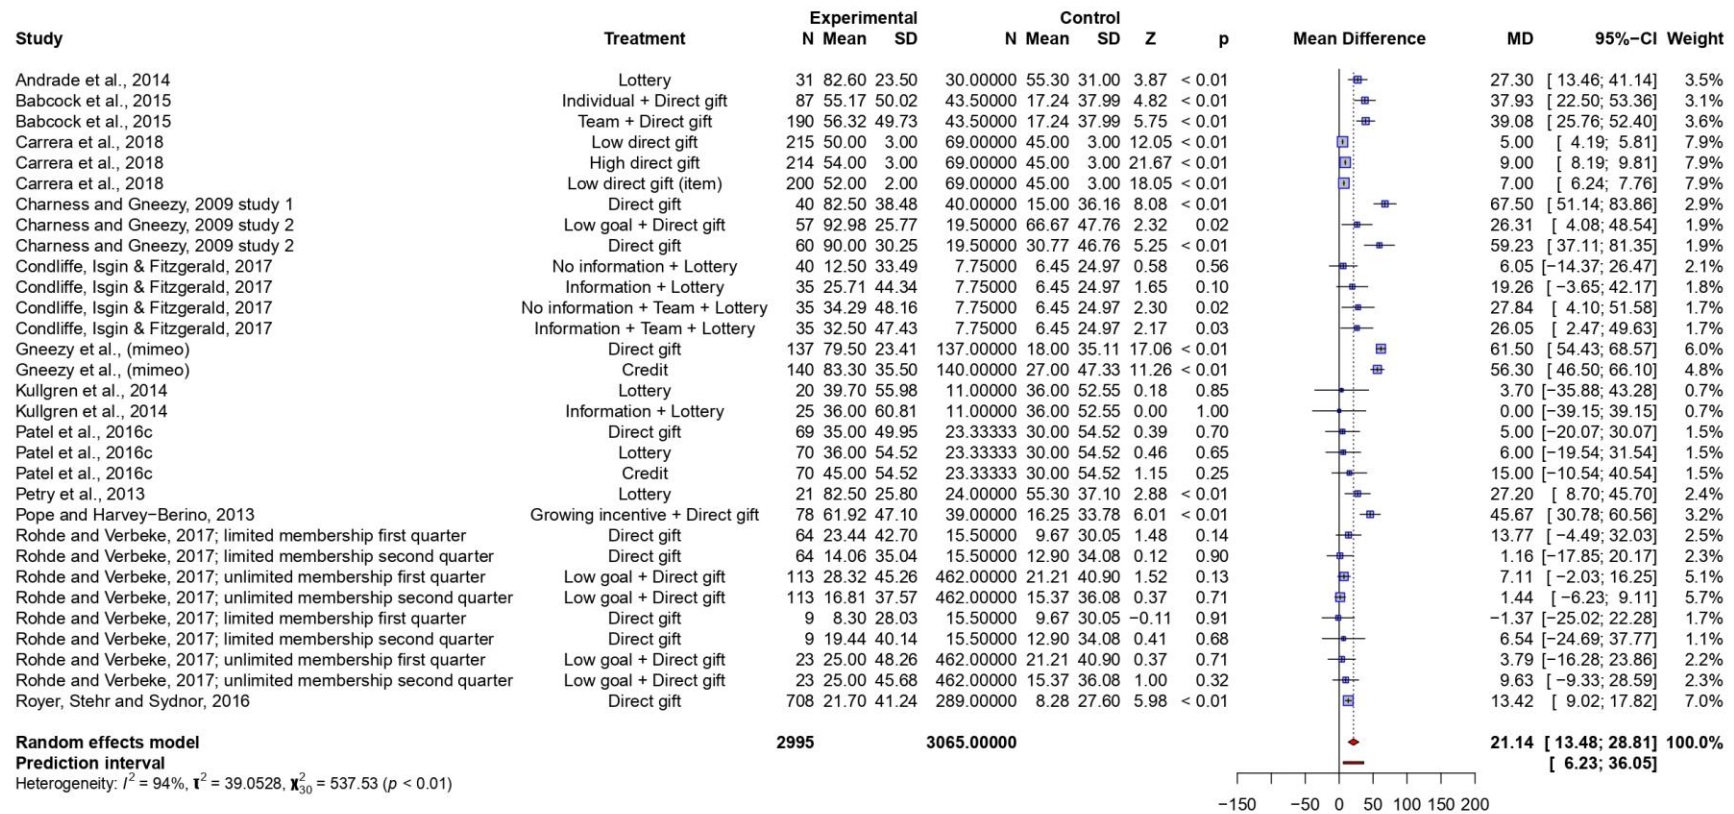 Experimental Control
Study Treatment N Mean SD N Mean SD Z p Mean Difference MD 95%−CI Weight
Andrade et al., 2014 Lottery 31 82.60 23.50 30.00000 55.30 31.00 3.87 < 0.01 27.30 [ 13.46; 41.14] 3.5%
Babcock et al., 2015 Individual + Direct gift 87 55.17 50.02 43.50000 17.24 37.99 4.82 < 0.01 37.93 [ 22.50; 53.36] 3.1%
Babcock et al., 2015 Team + Direct gift 190 56.32 49.73 43.50000 17.24 37.99 5.75 < 0.01 39.08 [ 25.76; 52.40] 3.6%
Carrera et al., 2018 Low direct gift 215 50.00 3.00 69.00000 45.00 3.00 12.05 < 0.01 5.00 [ 4.19; 5.81] 7.9%
Carrera et al., 2018 High direct gift 214 54.00 3.00 69.00000 45.00 3.00 21.67 < 0.01 9.00 [ 8.19; 9.81] 7.9%
Carrera et al., 2018 Low direct gift (item) 200 52.00 2.00 69.00000 45.00 3.00 18.05 < 0.01 7.00 [ 6.24; 7.76] 7.9%
Charness and Gneezy, 2009 study 1 Direct gift 40 82.50 38.48 40.00000 15.00 36.16 8.08 < 0.01 67.50 [ 51.14; 83.86] 2.9%
Charness and Gneezy, 2009 study 2 Low goal + Direct gift 57 92.98 25.77 19.50000 66.67 47.76 2.32 0.02 26.31 [ 4.08; 48.54] 1.9%
Charness and Gneezy, 2009 study 2 Direct gift 60 90.00 30.25 19.50000 30.77 46.76 5.25 < 0.01 59.23 [ 37.11; 81.35] 1.9%
Condliffe, Isgin & Fitzgerald, 2017 No information + Lottery 40 12.50 33.49 7.75000 6.45 24.97 0.58 0.56 6.05 [−14.37; 26.47] 2.1%
Condliffe, Isgin & Fitzgerald, 2017 Information + Lottery 35 25.71 44.34 7.75000 6.45 24.97 1.65 0.10 19.26 [ −3.65; 42.17] 1.8%
Condliffe, Isgin & Fitzgerald, 2017 No information + Team + Lottery 35 34.29 48.16 7.75000 6.45 24.97 2.30 0.02 27.84 [ 4.10; 51.58] 1.7%
Condliffe, Isgin & Fitzgerald, 2017 Information + Team + Lottery 35 32.50 47.43 7.75000 6.45 24.97 2.17 0.03 26.05 [ 2.47; 49.63] 1.7%
Gneezy et al., (mimeo) Direct gift 137 79.50 23.41 137.00000 18.00 35.11 17.06 < 0.01 61.50 [ 54.43; 68.57] 6.0%
Gneezy et al., (mimeo) Credit 140 83.30 35.50 140.00000 27.00 47.33 11.26 < 0.01 56.30 [ 46.50; 66.10] 4.8%
Kullgren et al., 2014 Lottery 20 39.70 55.98 11.00000 36.00 52.55 0.18 0.85 3.70 [−35.88; 43.28] 0.7%
Kullgren et al., 2014 Information + Lottery 25 36.00 60.81 11.00000 36.00 52.55 0.00 1.00 0.00 [−39.15; 39.15] 0.7%
Patel et al., 2016c Direct gift 69 35.00 49.95 23.33333 30.00 54.52 0.39 0.70 5.00 [−20.07; 30.07] 1.5%
Patel et al., 2016c Lottery 70 36.00 54.52 23.33333 30.00 54.52 0.46 0.65 6.00 [−19.54; 31.54] 1.5%
Patel et al., 2016c Credit 70 45.00 54.52 23.33333 30.00 54.52 1.15 0.25 15.00 [−10.54; 40.54] 1.5%
Petry et al., 2013 Lottery 21 82.50 25.80 24.00000 55.30 37.10 2.88 < 0.01 27.20 [ 8.70; 45.70] 2.4%
Pope and Harvey−Berino, 2013 Growing incentive + Direct gift 78 61.92 47.10 39.00000 16.25 33.78 6.01 < 0.01 45.67 [ 30.78; 60.56] 3.2%
Rohde and Verbeke, 2017; limited membership first quarter Direct gift 64 23.44 42.70 15.50000 9.67 30.05 1.48 0.14 13.77 [ −4.49; 32.03] 2.5%
Rohde and Verbeke, 2017; limited membership second quarter Direct gift 64 14.06 35.04 15.50000 12.90 34.08 0.12 0.90 1.16 [−17.85; 20.17] 2.3%
Rohde and Verbeke, 2017; unlimited membership first quarter Low goal + Direct gift 113 28.32 45.26 462.00000 21.21 40.90 1.52 0.13 7.11 [ −2.03; 16.25] 5.1%
Rohde and Verbeke, 2017; unlimited membership second quarter Low goal + Direct gift 113 16.81 37.57 462.00000 15.37 36.08 0.37 0.71 1.44 [ −6.23; 9.11] 5.7%
Rohde and Verbeke, 2017; limited membership first quarter Direct gift 9 8.30 28.03 15.50000 9.67 30.05 −0.11 0.91 −1.37 [−25.02; 22.28] 1.7%
Rohde and Verbeke, 2017; limited membership second quarter Direct gift 9 19.44 40.14 15.50000 12.90 34.08 0.41 0.68 6.54 [−24.69; 37.77] 1.1%
Rohde and Verbeke, 2017; unlimited membership first quarter Low goal + Direct gift 23 25.00 48.26 462.00000 21.21 40.90 0.37 0.71 3.79 [−16.28; 23.86] 2.2%
Rohde and Verbeke, 2017; unlimited membership second quarter Low goal + Direct gift 23 25.00 45.68 462.00000 15.37 36.08 1.00 0.32 9.63 [ −9.33; 28.59] 2.3%
Royer, Stehr and Sydnor, 2016 Direct gift 708 21.70 41.24 289.00000 8.28 27.60 5.98 < 0.01 13.42 [ 9.02; 17.82] 7.0%
Random effects model 2995 3065.00000 21.14 [ 13.48; 28.81] 100.0%
Prediction interval [ 6.23; 36.05]
Heterogeneity: I² = 94%, τ² = 39.0528, χ²₃₀ = 537.53 (p < 0.01)
−150 −50 0 50 100 150 200